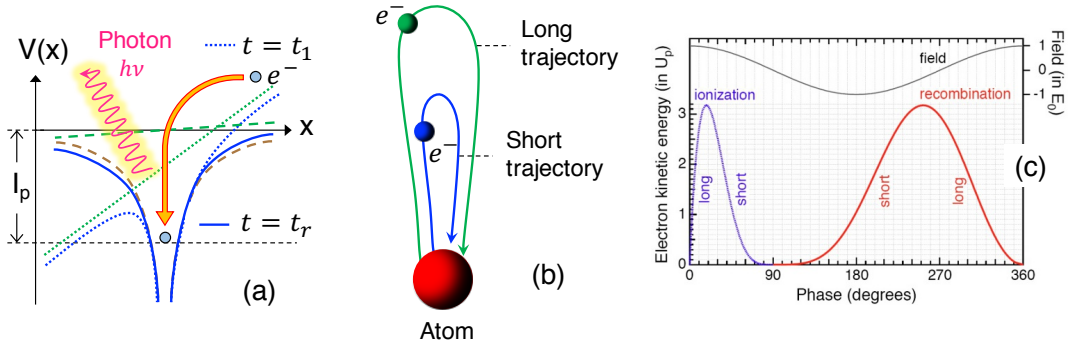 V(x)
Photon
hν
t = t₁
e⁻¹
x
Iₚ
t = tᵣ
(a)
e⁻
Long
trajectory
e⁻
Short
trajectory
Atom
(b)
Electron kinetic energy (in Uₚ)
0
1
2
3
ionization
recombination
field
long
short
short
long
Field
(in E₀)
1
0
-1
(c)
0
90
180
270
360
Phase (degrees)